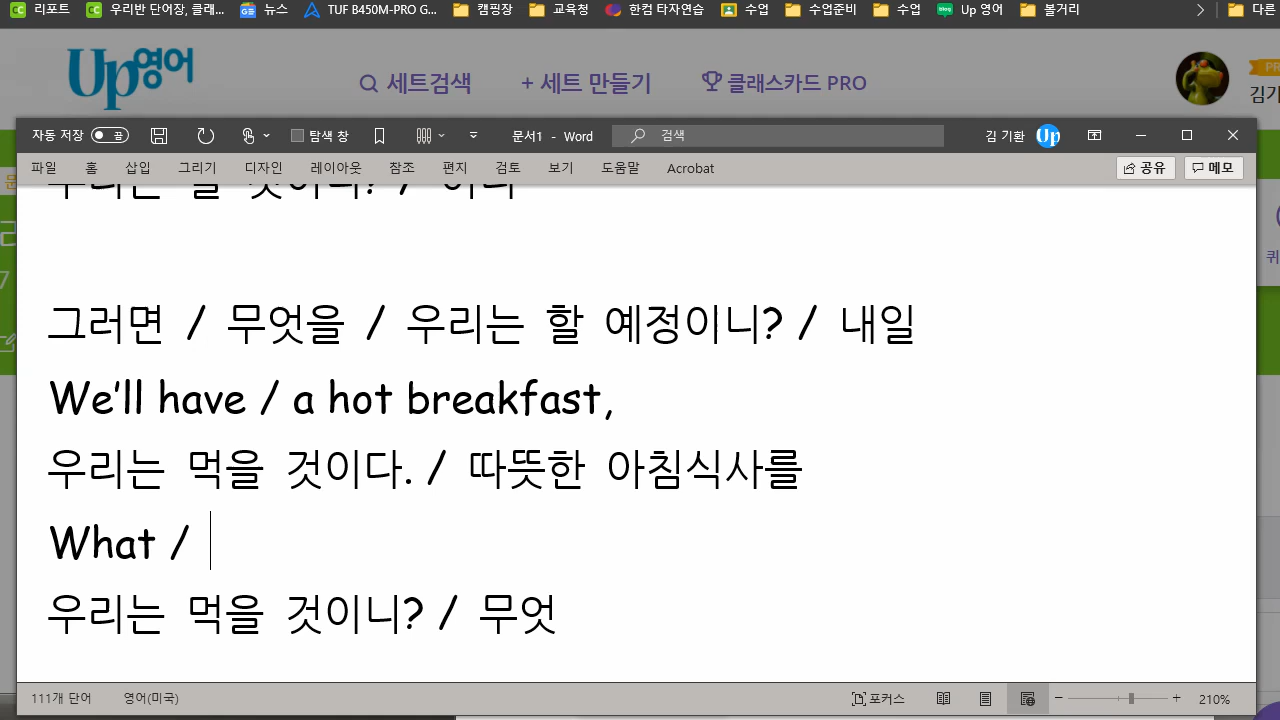 리포트 우리반 단어장, 클래... 뉴스 TUF B450M-PRO G... 캠핑장 교육청 한컴 타자연습 수업 수업준비 수업 Up 영어 볼거리 다른
Up영어 세트검색 + 세트 만들기 클래스카드 PRO
자동 저장 끔 탐색 창 문서1 - Word 검색 김 기환 Up
파일 홈 삽입 그리기 디자인 레이아웃 참조 편지 검토 보기 도움말 Acrobat 공유 메모
그러면 / 무엇을 / 우리는 할 예정이니? / 내일
We'll have / a hot breakfast,
우리는 먹을 것이다. / 따뜻한 아침식사를
What /
우리는 먹을 것이니? / 무엇
111개 단어 영어(미국) 포커스 − + 210%